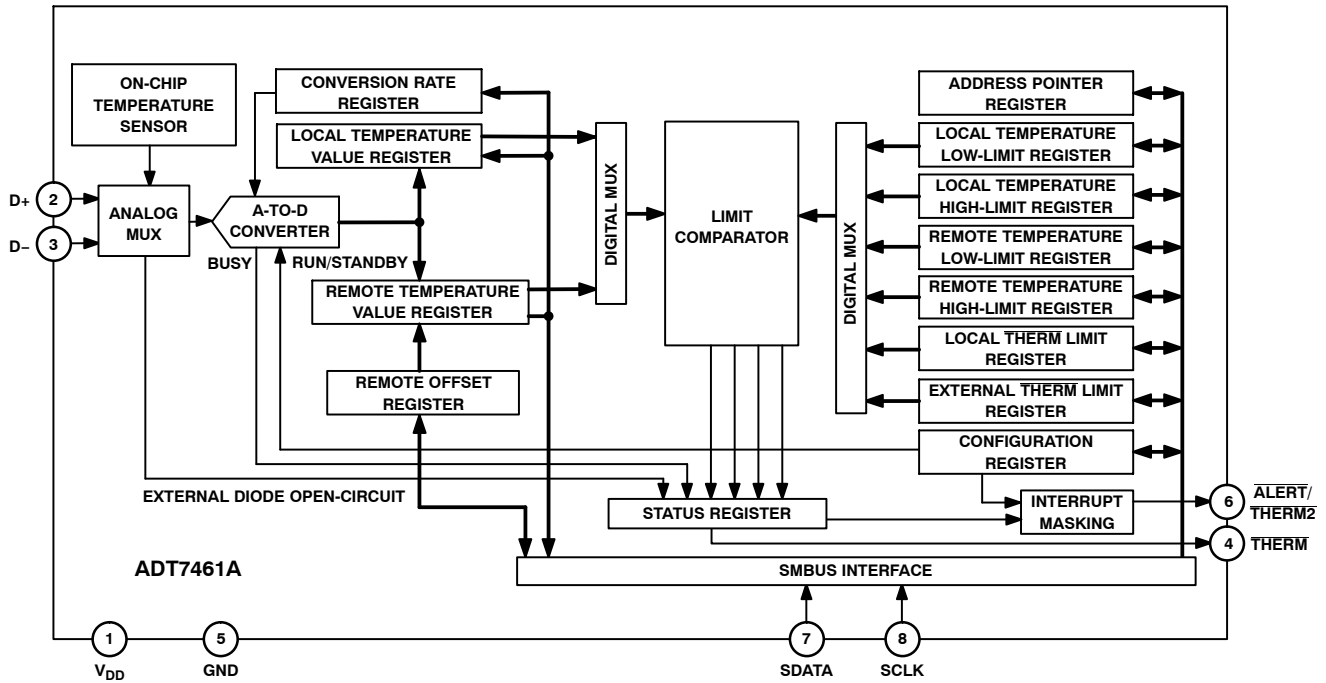 ON-CHIP
TEMPERATURE
SENSOR
CONVERSION RATE
REGISTER
LOCAL TEMPERATURE
VALUE REGISTER
ADDRESS POINTER
REGISTER
LOCAL TEMPERATURE
LOW-LIMIT REGISTER
LOCAL TEMPERATURE
HIGH-LIMIT REGISTER
REMOTE TEMPERATURE
LOW-LIMIT REGISTER
REMOTE TEMPERATURE
HIGH-LIMIT REGISTER
LOCAL THERM LIMIT
REGISTER
EXTERNAL THERM LIMIT
REGISTER
CONFIGURATION
REGISTER
D+
2
D−
3
ANALOG
MUX
A-TO-D
CONVERTER
BUSY
RUN/STANDBY
DIGITAL MUX
LIMIT
COMPARATOR
DIGITAL MUX
REMOTE TEMPERATURE
VALUE REGISTER
REMOTE OFFSET
REGISTER
EXTERNAL DIODE OPEN-CIRCUIT
STATUS REGISTER
INTERRUPT
MASKING
6
ALERT/
THERM2
4
THERM
ADT7461A
SMBUS INTERFACE
1
VDD
5
GND
7
SDATA
8
SCLK